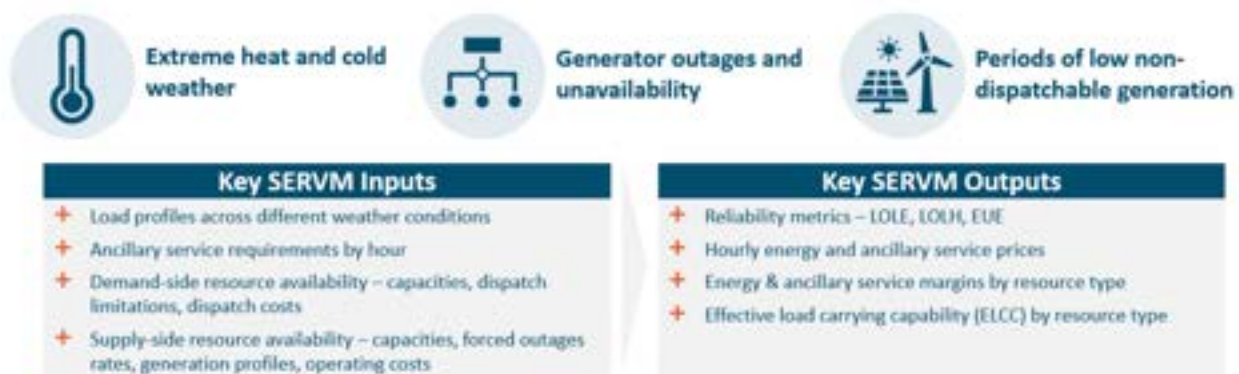 Extreme heat and cold
weather
Generator outages and
unavailability
Periods of low non-
dispatchable generation
Key SERVM Inputs
+ Load profiles across different weather conditions
+ Ancillary service requirements by hour
+ Demand-side resource availability – capacities, dispatch
limitations, dispatch costs
+ Supply-side resource availability – capacities, forced outages
rates, generation profiles, operating costs
Key SERVM Outputs
+ Reliability metrics – LOLE, LOLH, EUE
+ Hourly energy and ancillary service prices
+ Energy & ancillary service margins by resource type
+ Effective load carrying capability (ELCC) by resource type